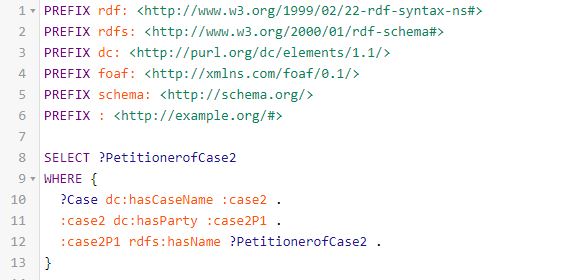 1 PREFIX rdf: <http://www.w3.org/1999/02/22-rdf-syntax-ns#>
2 PREFIX rdfs: <http://www.w3.org/2000/01/rdf-schema#>
3 PREFIX dc: <http://purl.org/dc/elements/1.1/>
4 PREFIX foaf: <http://xmlns.com/foaf/0.1/>
5 PREFIX schema: <http://schema.org/>
6 PREFIX : <http://example.org/#>
7
8 SELECT ?PetitionerofCase2
9 WHERE {
10   ?Case dc:hasCaseName :case2 .
11   :case2 dc:hasParty :case2P1 .
12   :case2P1 rdfs:hasName ?PetitionerofCase2 .
13 }